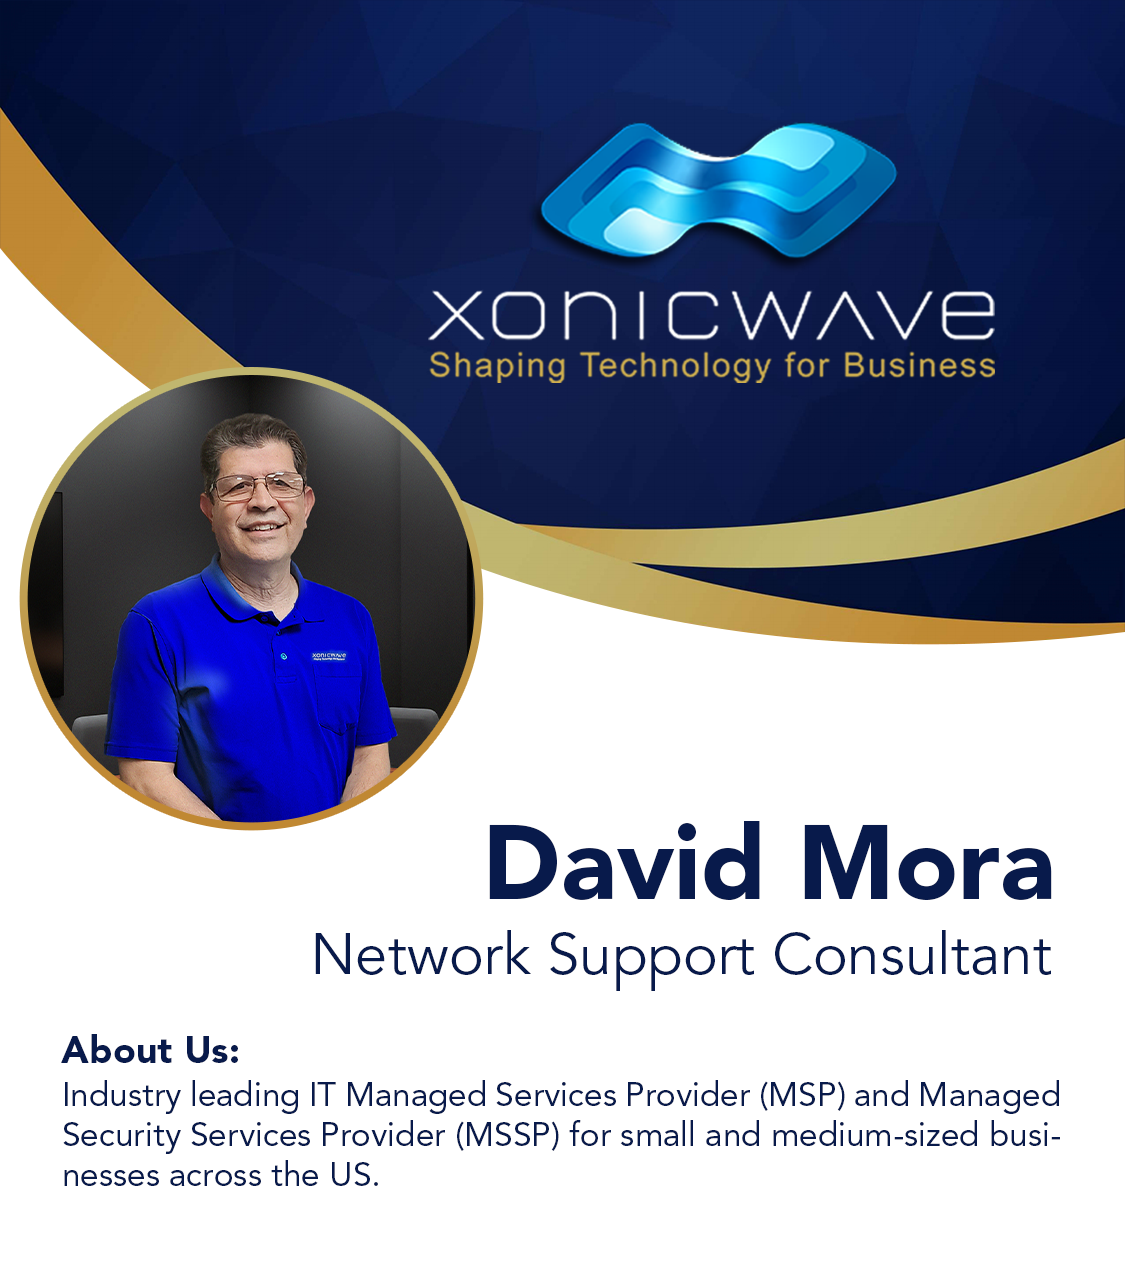 XONICWAVE
Shaping Technology for Business
XONICWAVE
David Mora
Network Support Consultant
About Us:
Industry leading IT Managed Services Provider (MSP) and Managed
Security Services Provider (MSSP) for small and medium-sized busi-
nesses across the US.